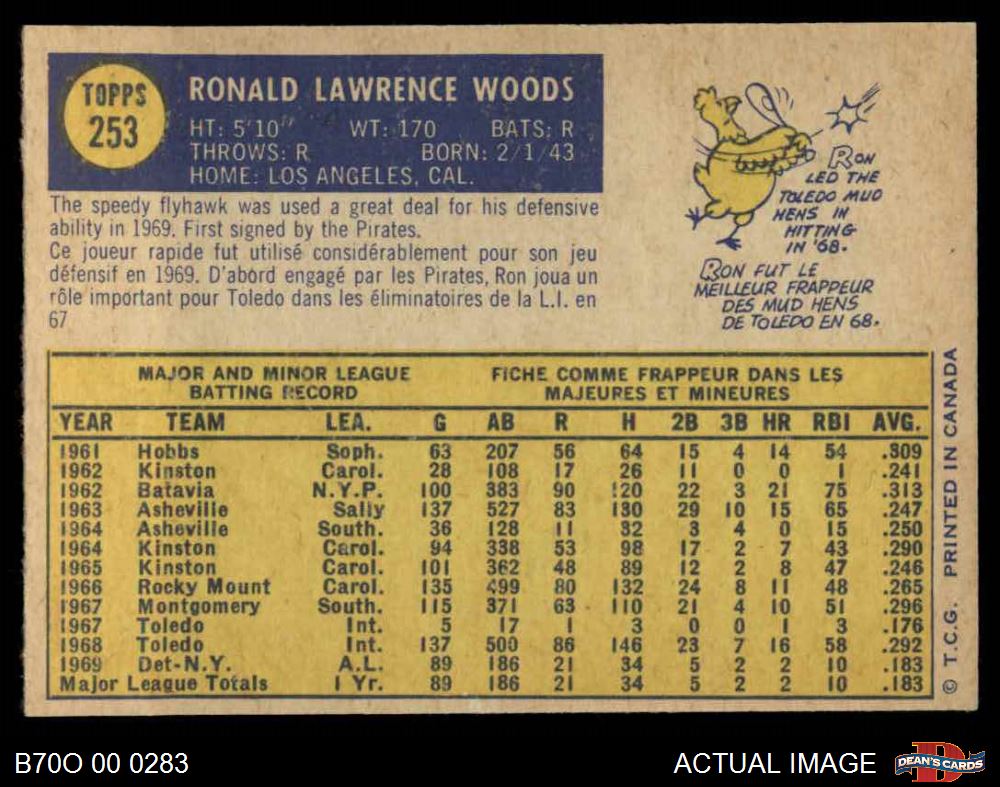 TOPPS
253
RONALD LAWRENCE WOODS
HT: 5'10" WT: 170 BATS: R
THROWS: R BORN: 2/1/43
HOME: LOS ANGELES, CAL.
The speedy flyhawk was used a great deal for his defensive
ability in 1969. First signed by the Pirates.
Ce joueur rapide fut utilisé considérablement pour son jeu
défensif en 1969. D'abord engagé par les Pirates, Ron joua un
rôle important pour Toledo dans les éliminatoires de la L.I. en
67
RON
LED THE
TOLEDO MUD
HENS IN
HITTING
IN '68.
RON FUT LE
MEILLEUR FRAPPEUR
DES MUD HENS
DE TOLEDO EN 68.
MAJOR AND MINOR LEAGUE
BATTING RECORD
FICHE COMME FRAPPEUR DANS LES
MAJEURES ET MINEURES
YEAR TEAM LEA. G AB R H 2B 3B HR RBI AVG.
1961 Hobbs Soph. 63 207 56 64 15 4 14 54 .309
1962 Kinston Carol. 28 108 17 26 11 0 0 1 .241
1962 Batavia N.Y.P. 100 383 90 120 22 3 21 75 .313
1963 Asheville Sally 137 527 83 130 29 10 15 65 .247
1964 Asheville South. 36 128 11 32 3 4 0 15 .250
1964 Kinston Carol. 94 338 53 98 17 2 7 43 .290
1965 Kinston Carol. 101 362 48 89 12 2 8 47 .246
1966 Rocky Mount Carol. 135 499 80 132 24 8 11 48 .265
1967 Montgomery South. 115 371 63 110 21 4 10 51 .296
1967 Toledo Int. 5 17 1 3 0 0 1 3 .176
1968 Toledo Int. 137 500 86 146 23 7 16 58 .292
1969 Det-N.Y. A.L. 89 186 21 34 5 2 2 10 .183
Major League Totals 1 Yr. 89 186 21 34 5 2 2 10 .183
© T.C.G. PRINTED IN CANADA
B70O 00 0283
ACTUAL IMAGE
D
DEAN'S CARDS